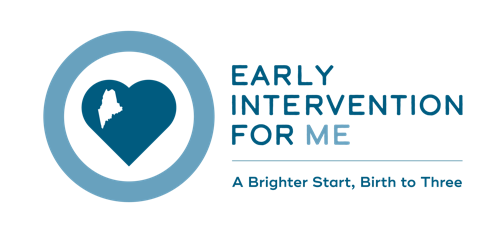 EARLY
INTERVENTION
FOR ME
A Brighter Start, Birth to Three